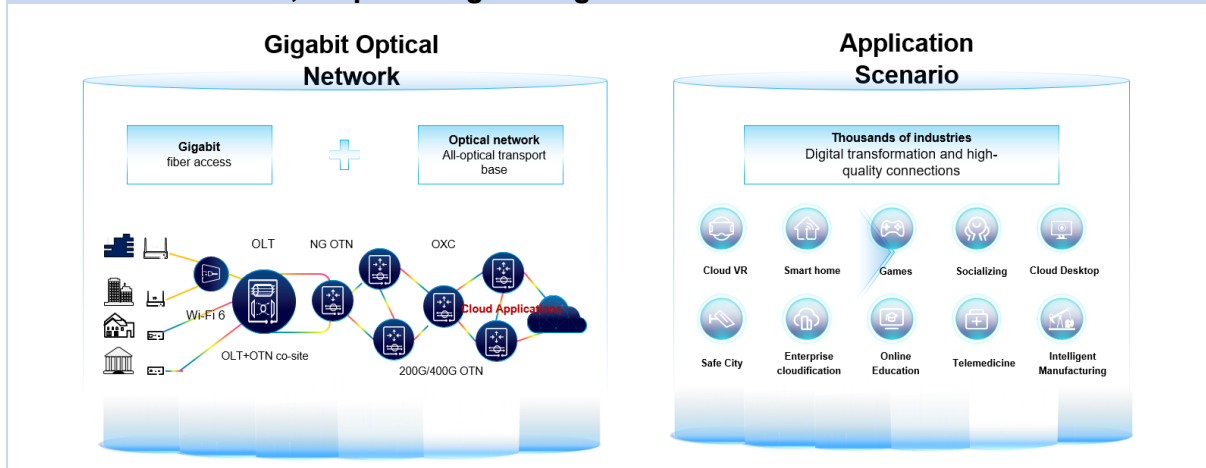 Gigabit Optical
Network
Gigabit
fiber access
Optical network
All-optical transport
base
OLT
NG OTN
OXC
Wi-Fi 6
Cloud Applications
OLT+OTN co-site
200G/400G OTN
Application
Scenario
Thousands of industries
Digital transformation and high-
quality connections
Cloud VR
Smart home
Games
Socializing
Cloud Desktop
Safe City
Enterprise
cloudification
Online
Education
Telemedicine
Intelligent
Manufacturing